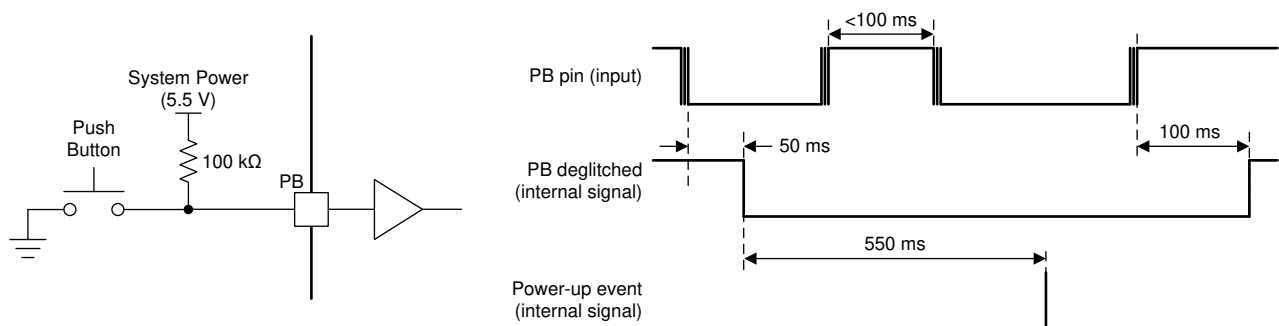 System Power
(5.5 V)
Push
Button
100 kΩ
PB
<100 ms
PB pin (input)
50 ms
100 ms
PB deglitched
(internal signal)
550 ms
Power-up event
(internal signal)